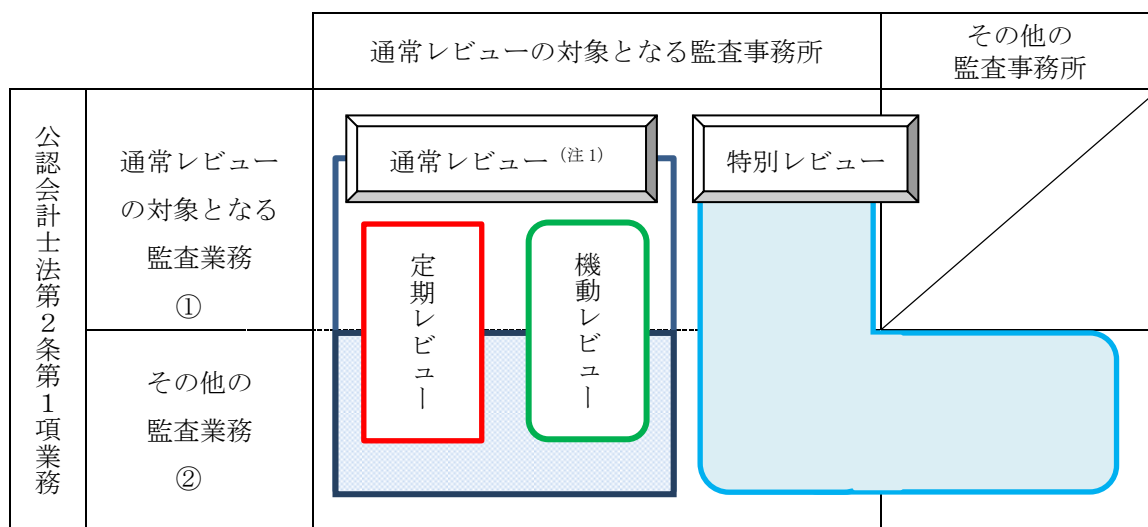 通常レビューの対象となる監査事務所
その他の
監査事務所
公認会計士法第2条第1項業務
通常レビュー
の対象となる
監査業務
①
通常レビュー（注1）
特別レビュー
定期レビュー
機動レビュー
その他の
監査業務
②